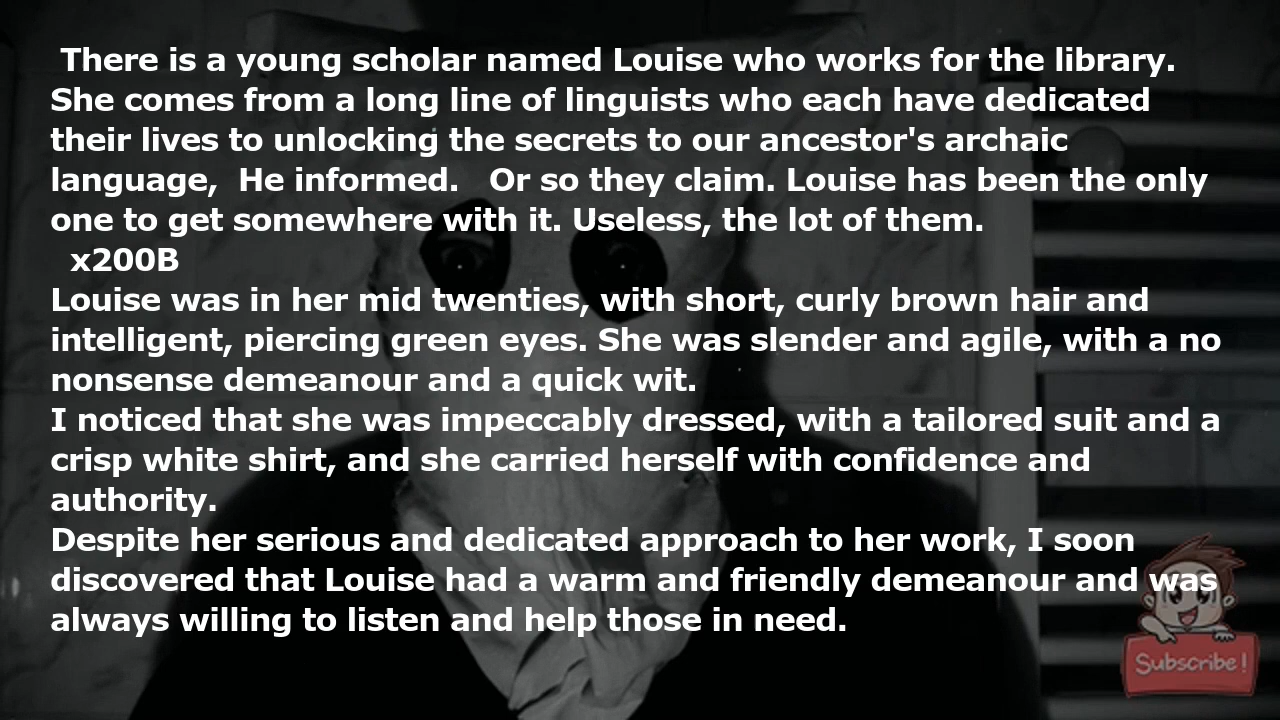 There is a young scholar named Louise who works for the library.
She comes from a long line of linguists who each have dedicated
their lives to unlocking the secrets to our ancestor's archaic
language,  He informed.   Or so they claim. Louise has been the only
one to get somewhere with it. Useless, the lot of them.
x200B
Louise was in her mid twenties, with short, curly brown hair and
intelligent, piercing green eyes. She was slender and agile, with a no
nonsense demeanour and a quick wit.
I noticed that she was impeccably dressed, with a tailored suit and a
crisp white shirt, and she carried herself with confidence and
authority.
Despite her serious and dedicated approach to her work, I soon
discovered that Louise had a warm and friendly demeanour and was
always willing to listen and help those in need.
Subscribe!